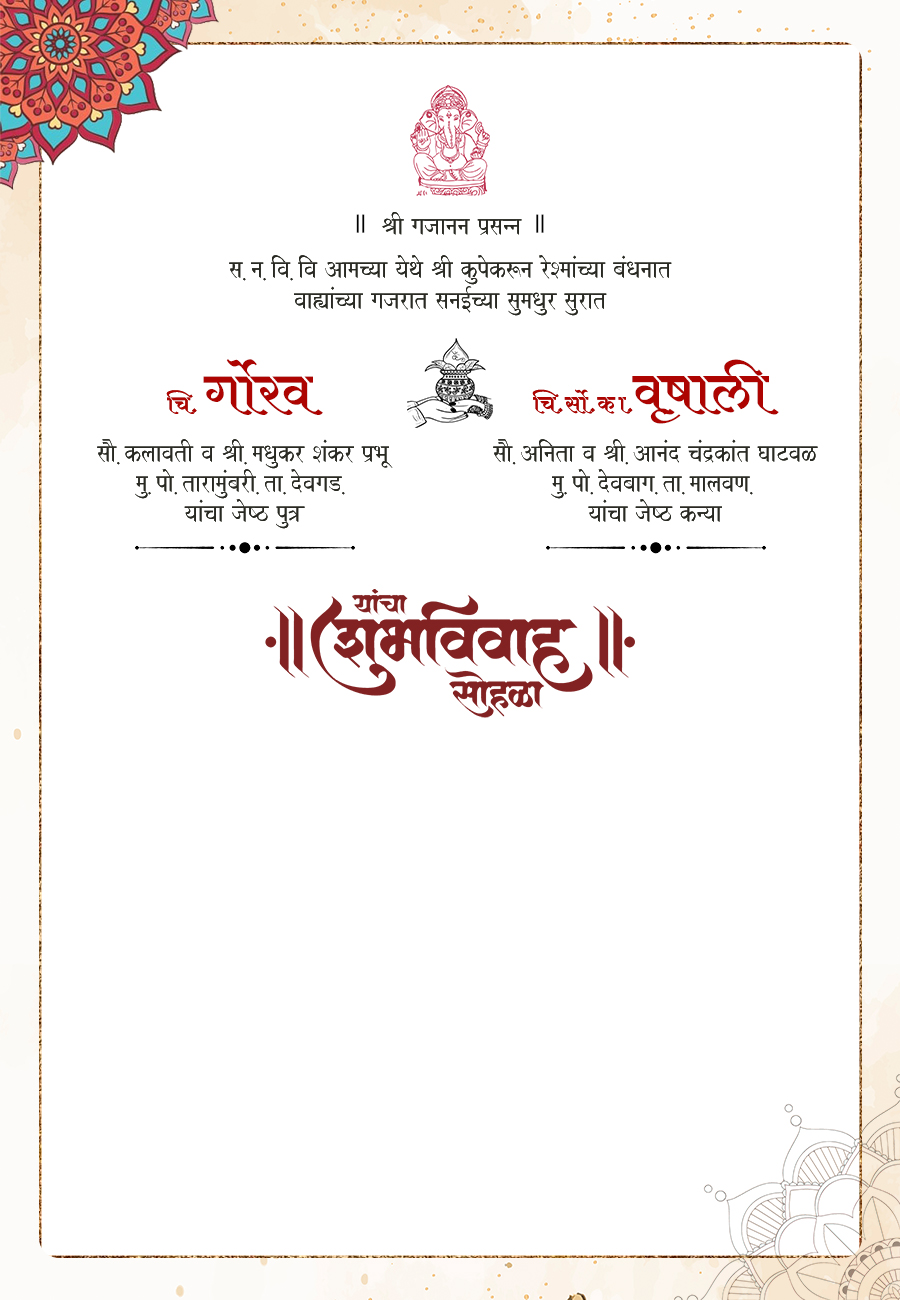 ॥ श्री गजानन प्रसन्न ॥
स. न. वि. वि आमच्या येथे श्री कुपेकरून रेश्मांच्या बंधनात
वाह्यांच्या गजरात सनईच्या सुमधुर सुरात
चि. गौरव
सौ. कलावती व श्री. मधुकर शंकर प्रभू
मु. पो. तारामुंबरी. ता. देवगड.
यांचा जेष्ठ पुत्र
चि. सौ. का. वृषाली
सौ. अनिता व श्री. आनंद चंद्रकांत घाटवळ
मु. पो. देवबाग. ता. मालवण.
यांचा जेष्ठ कन्या
यांचा
॥ शुभविवाह ॥
सोहळा